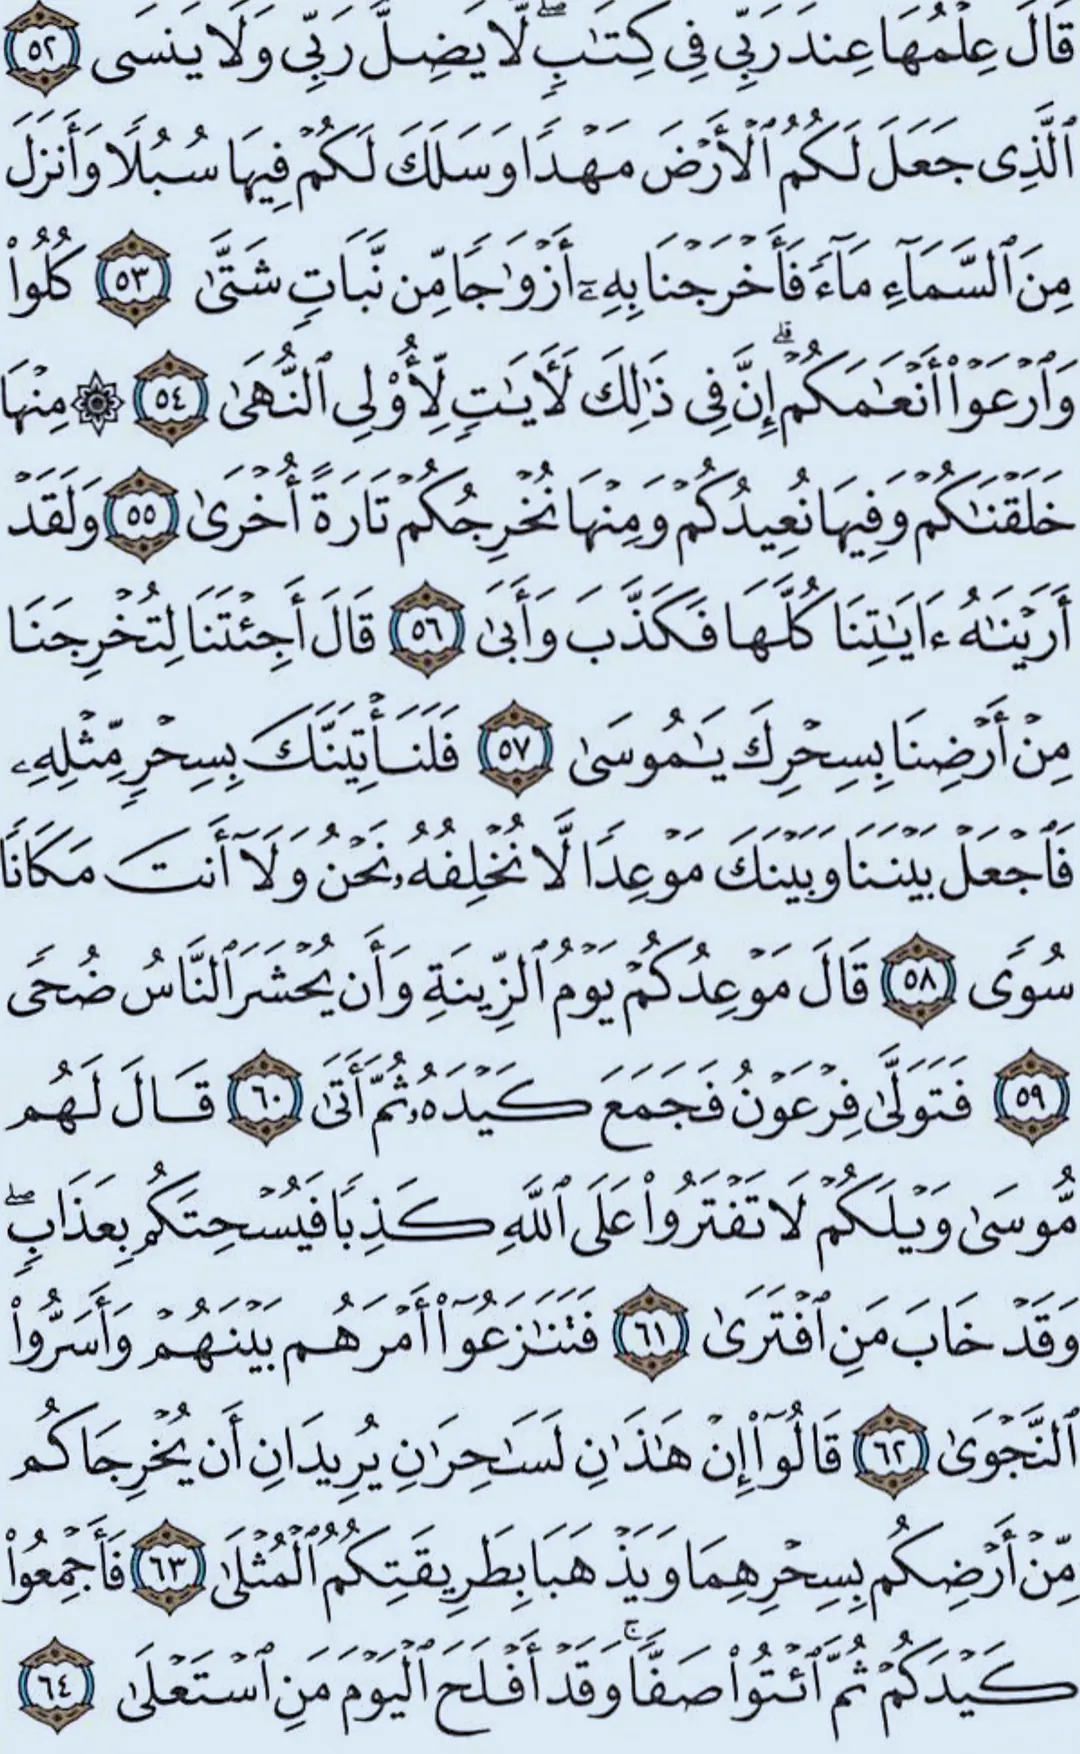 قَالَ عِلْمُهَا عِندَ رَبِّى فِى كِتَٰبٍۢ ۖ لَّا يَضِلُّ رَبِّى وَلَا يَنسَى ٥٢
ٱلَّذِى جَعَلَ لَكُمُ ٱلْأَرْضَ مَهْدًا وَسَلَكَ لَكُمْ فِيهَا سُبُلًا وَأَنزَلَ
مِنَ ٱلسَّمَآءِ مَآءً فَأَخْرَجْنَا بِهِۦٓ أَزْوَٰجًا مِّن نَّبَاتٍ شَتَّىٰ ٥٣ كُلُوا۟
وَٱرْعَوْا۟ أَنْعَٰمَكُمْ ۗ إِنَّ فِى ذَٰلِكَ لَأَيَٰتٍ لِّأُو۟لِى ٱلنُّهَىٰ ٥٤ ۞ مِنْهَا
خَلَقْنَٰكُمْ وَفِيهَا نُعِيدُكُمْ وَمِنْهَا نُخْرِجُكُمْ تَارَةً أُخْرَىٰ ٥٥ وَلَقَدْ
أَرَيْنَٰهُ ءَايَٰتِنَا كُلَّهَا فَكَذَّبَ وَأَبَىٰ ٥٦ قَالَ أَجِئْتَنَا لِتُخْرِجَنَا
مِنْ أَرْضِنَا بِسِحْرِكَ يَٰمُوسَىٰ ٥٧ فَلَنَأْتِيَنَّكَ بِسِحْرٍ مِّثْلِهِۦ
فَٱجْعَلْ بَيْنَنَا وَبَيْنَكَ مَوْعِدًا لَّا نُخْلِفُهُۥ نَحْنُ وَلَآ أَنتَ مَكَانًا
سُوًى ٥٨ قَالَ مَوْعِدُكُمْ يَوْمُ ٱلزِّينَةِ وَأَن يُحْشَرَ ٱلنَّاسُ ضُحًى
٥٩ فَتَوَلَّىٰ فِرْعَوْنُ فَجَمَعَ كَيْدَهُۥ ثُمَّ أَتَىٰ ٦٠ قَالَ لَهُم
مُّوسَىٰ وَيْلَكُمْ لَا تَفْتَرُوا۟ عَلَى ٱللَّهِ كَذِبًا فَيُسْحِتَكُم بِعَذَابٍ ۖ
وَقَدْ خَابَ مَنِ ٱفْتَرَىٰ ٦١ فَتَنَٰزَعُوٓا۟ أَمْرَهُم بَيْنَهُمْ وَأَسَرُّوا۟
ٱلنَّجْوَىٰ ٦٢ قَالُوٓا۟ إِنْ هَٰذَٰنِ لَسَٰحِرَٰنِ يُرِيدَانِ أَن يُخْرِجَاكُم
مِّنْ أَرْضِكُم بِسِحْرِهِمَا وَيَذْهَبَا بِطَرِيقَتِكُمُ ٱلْمُثْلَىٰ ٦٣ فَأَجْمِعُوا۟
كَيْدَكُمْ ثُمَّ ٱئْتُوا۟ صَفًّا ۚ وَقَدْ أَفْلَحَ ٱلْيَوْمَ مَنِ ٱسْتَعْلَىٰ ٦٤